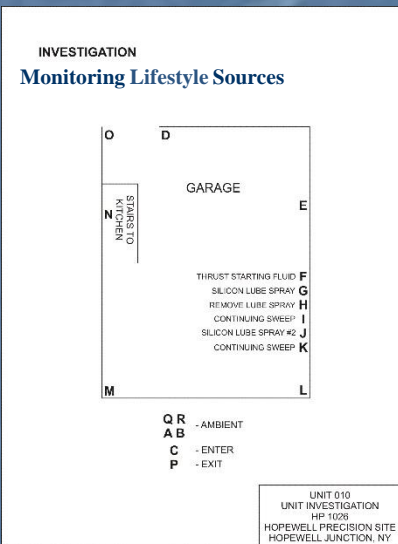 INVESTIGATION
Monitoring Lifestyle Sources
O D
GARAGE
E
N STAIRS TO KITCHEN
THRUST STARTING FLUID F
SILICON LUBE SPRAY G
REMOVE LUBE SPRAY H
CONTINUING SWEEP I
SILICON LUBE SPRAY #2 J
CONTINUING SWEEP K
M L
Q R
A B - AMBIENT
C - ENTER
P - EXIT
UNIT 010
UNIT INVESTIGATION
HP 1026
HOPEWELL PRECISION SITE
HOPEWELL JUNCTION, NY